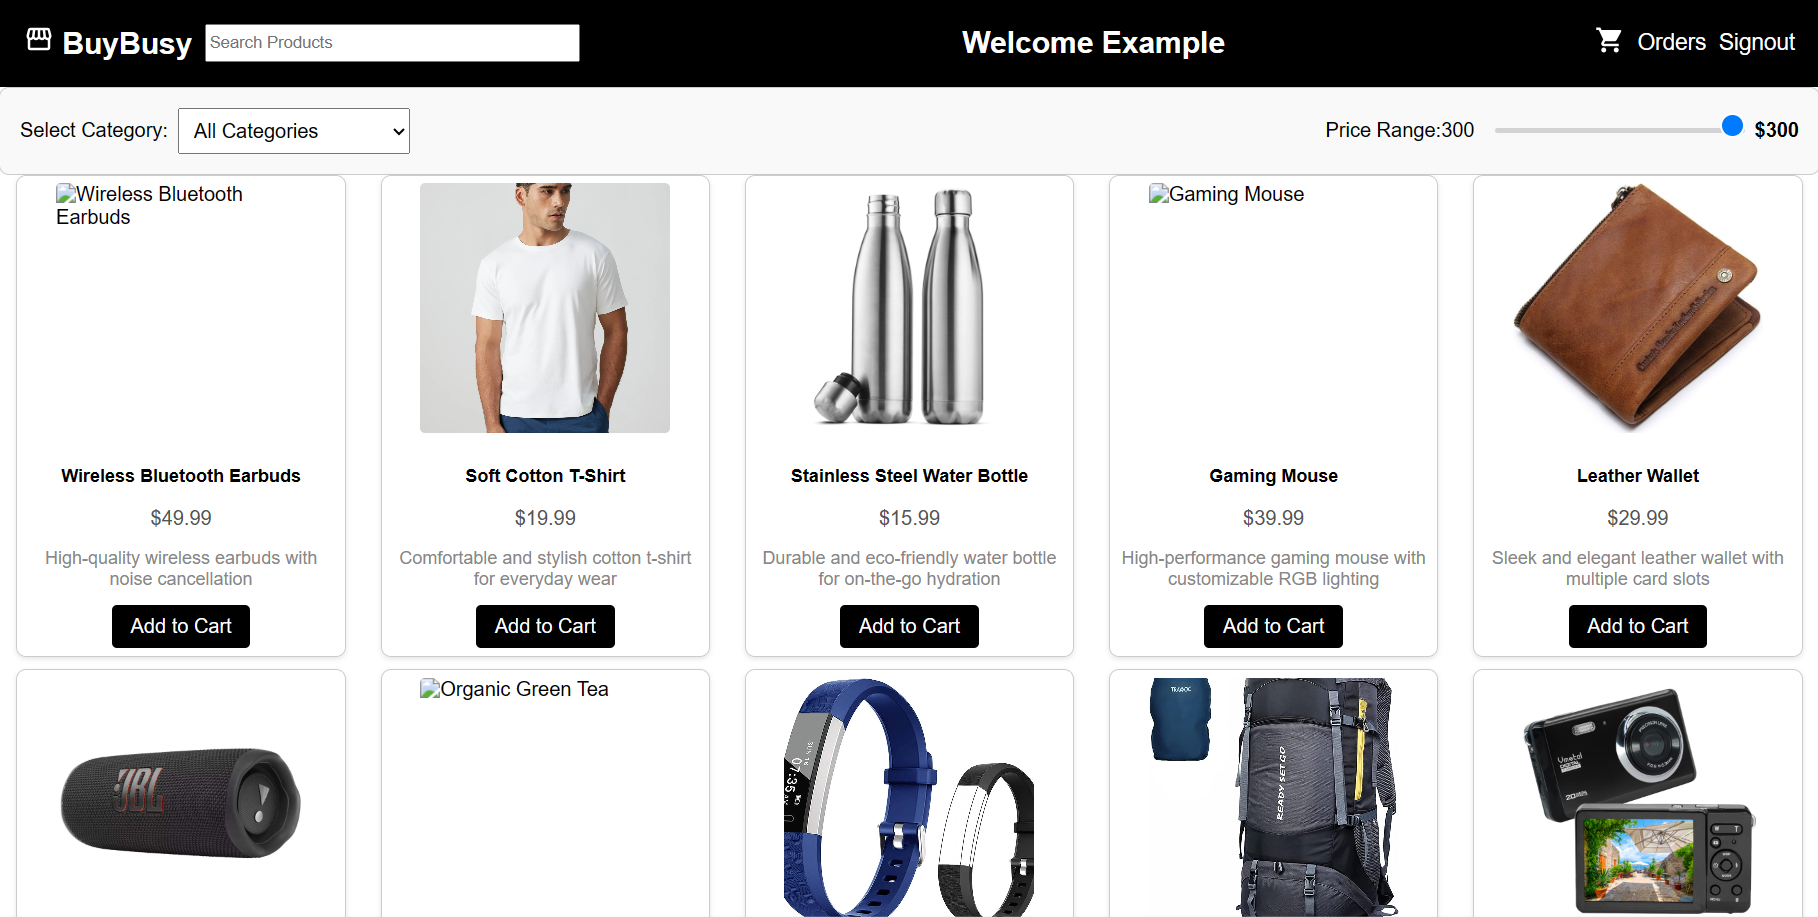 BuyBusy
Search Products
Welcome Example
Orders Signout
Select Category:
All Categories
Price Range:300
$300
Wireless Bluetooth
Earbuds
Wireless Bluetooth Earbuds
$49.99
High-quality wireless earbuds with
noise cancellation
Add to Cart
Soft Cotton T-Shirt
$19.99
Comfortable and stylish cotton t-shirt
for everyday wear
Add to Cart
Stainless Steel Water Bottle
$15.99
Durable and eco-friendly water bottle
for on-the-go hydration
Add to Cart
Gaming Mouse
Gaming Mouse
$39.99
High-performance gaming mouse with
customizable RGB lighting
Add to Cart
Leather Wallet
$29.99
Sleek and elegant leather wallet with
multiple card slots
Add to Cart
JBL
Organic Green Tea
07:35
TRAWOC
READY SET GO
Vmetal
DIGITAL